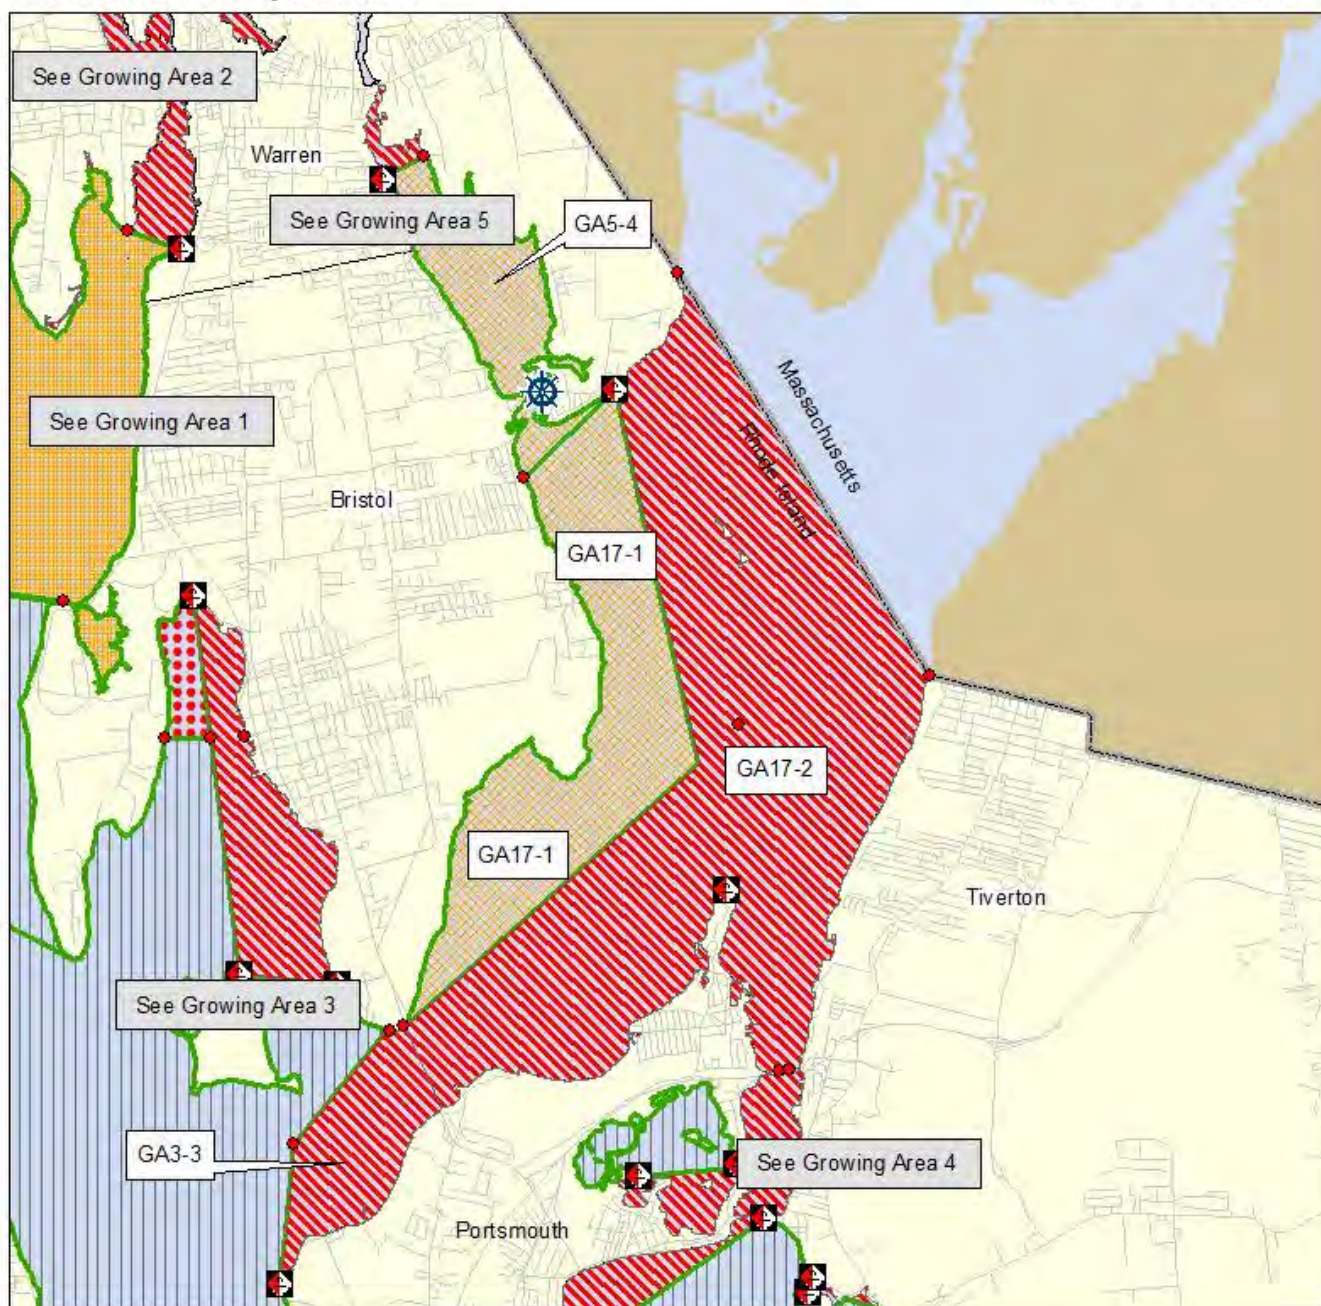 See Growing Area 2
Warren
See Growing Area 5
GA5-4
Massachusetts
Rhode Island
See Growing Area 1
Bristol
GA17-1
GA17-2
GA17-1
Tiverton
See Growing Area 3
GA3-3
See Growing Area 4
Portsmouth